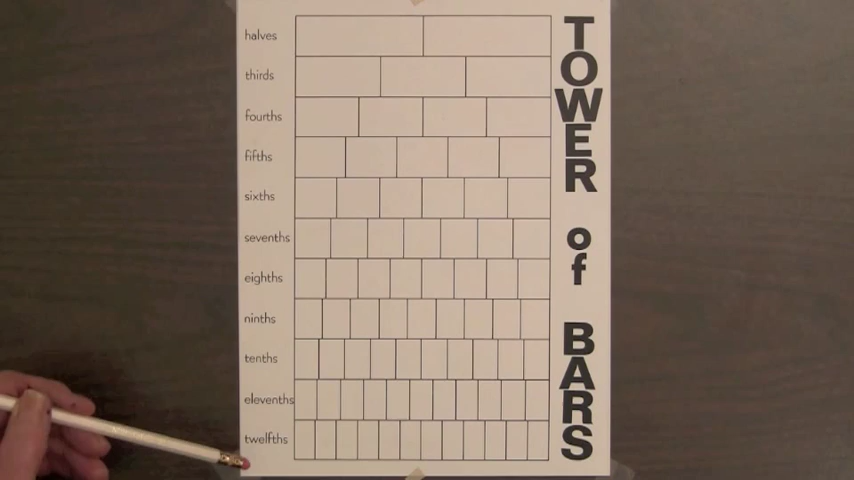 halves
thirds
fourths
fifths
sixths
sevenths
eighths
ninths
tenths
elevenths
twelfths
TOWER
of
BARS